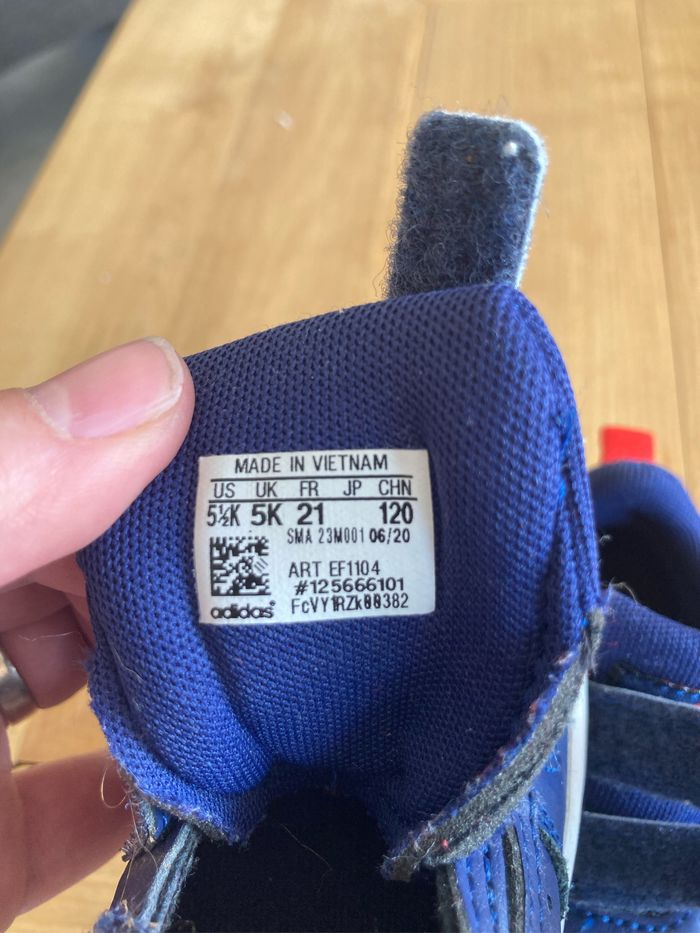 MADE IN VIETNAM
US UK FR JP CHN
5½K 5K 21 120
SMA 23M001 06/20
ART EF1104
#125666101
adidas FcVY1RZk00382